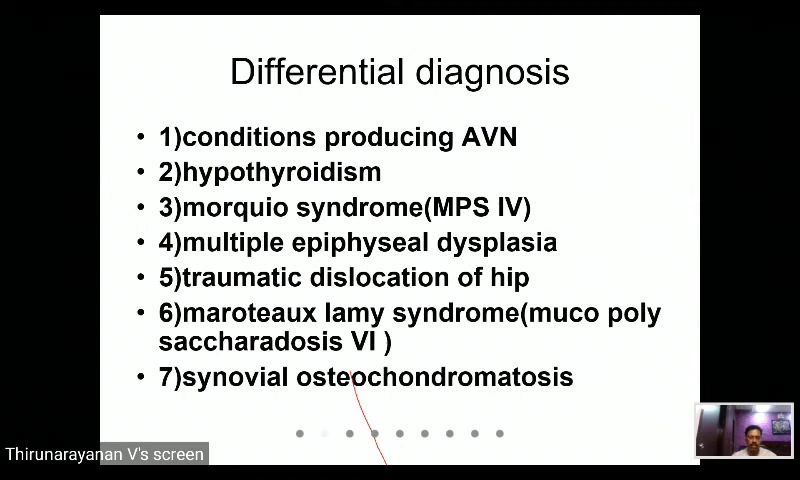 Differential diagnosis
• 1)conditions producing AVN
• 2)hypothyroidism
• 3)morquio syndrome(MPS IV)
• 4)multiple epiphyseal dysplasia
• 5)traumatic dislocation of hip
• 6)maroteaux lamy syndrome(muco poly
saccharadosis VI )
• 7)synovial osteochondromatosis
Thirunarayanan V's screen